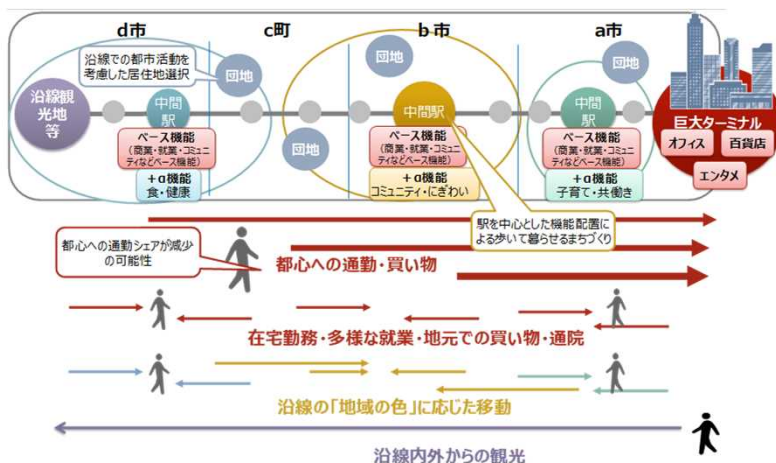 d市
c町
b市
a市
沿線での都市活動を
考慮した居住地選択
団地
団地
団地
団地
沿線観
光地
等
中間
駅
中間駅
中間
駅
巨大ターミナル
オフィス
百貨店
エンタメ
ベース機能
(商業・就業・コミュニ
ティなどベース機能)
+α機能
食・健康
ベース機能
(商業・就業・コミュニ
ティなどベース機能)
+α機能
コミュニティ・にぎわい
ベース機能
(商業・就業・コミュニ
ティなどベース機能)
+α機能
子育て・共働き
駅を中心とした機能配置に
よる歩いて暮らせるまちづくり
都心への通勤シェアが減少
の可能性
都心への通勤・買い物
在宅勤務・多様な就業・地元での買い物・通院
沿線の「地域の色」に応じた移動
沿線内外からの観光